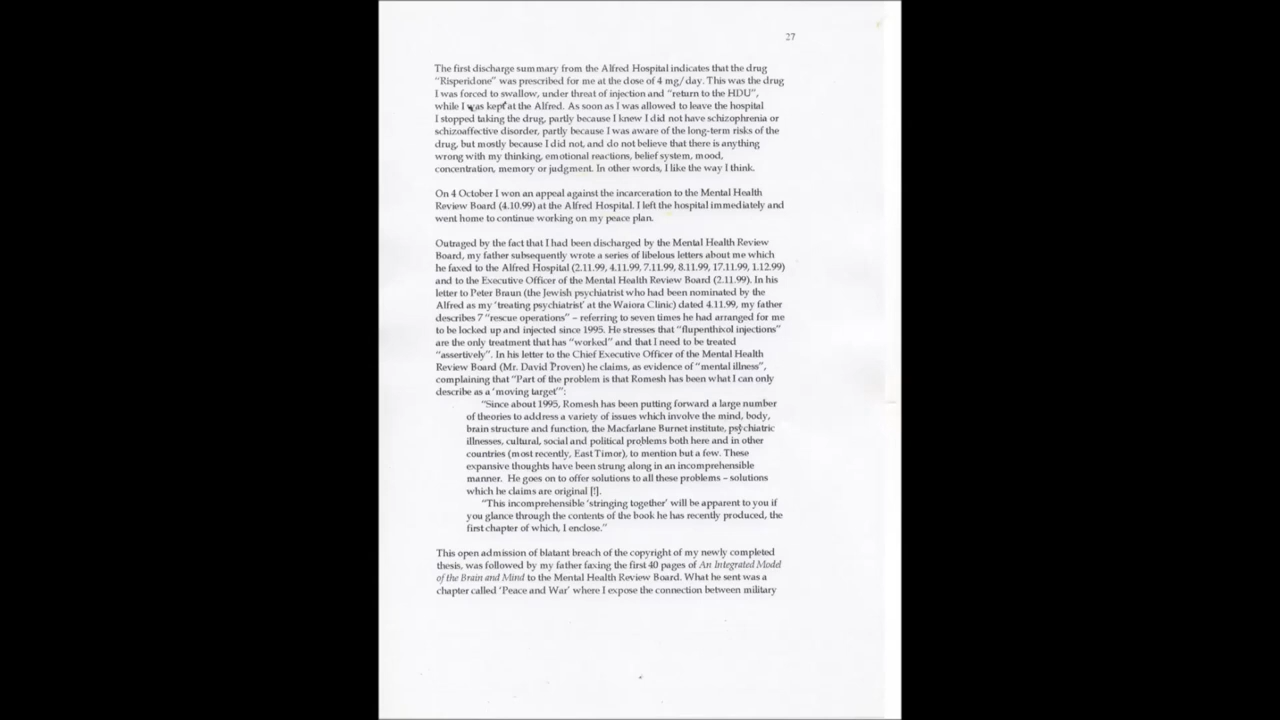 27
The first discharge summary from the Alfred Hospital indicates that the drug
“Risperidone” was prescribed for me at the dose of 4 mg/day. This was the drug
I was forced to swallow, under threat of injection and “return to the HDU”,
while I was kept at the Alfred. As soon as I was allowed to leave the hospital
I stopped taking the drug, partly because I knew I did not have schizophrenia or
schizoaffective disorder, partly because I was aware of the long-term risks of the
drug, but mostly because I did not, and do not believe that there is anything
wrong with my thinking, emotional reactions, belief system, mood,
concentration, memory or judgment. In other words, I like the way I think.
On 4 October I won an appeal against the incarceration to the Mental Health
Review Board (4.10.99) at the Alfred Hospital. I left the hospital immediately and
went home to continue working on my peace plan.
Outraged by the fact that I had been discharged by the Mental Health Review
Board, my father subsequently wrote a series of libelous letters about me which
he faxed to the Alfred Hospital (2.11.99, 4.11.99, 7.11.99, 8.11.99, 17.11.99, 1.12.99)
and to the Executive Officer of the Mental Health Review Board (2.11.99). In his
letter to Peter Braun (the Jewish psychiatrist who had been nominated by the
Alfred as my ‘treating psychiatrist’ at the Waiora Clinic) dated 4.11.99, my father
describes 7 “rescue operations” – referring to seven times he had arranged for me
to be locked up and injected since 1995. He stresses that “flupenthixol injections”
are the only treatment that has “worked” and that I need to be treated
“assertively”. In his letter to the Chief Executive Officer of the Mental Health
Review Board (Mr. David Proven) he claims, as evidence of “mental illness”,
complaining that “Part of the problem is that Romesh has been what I can only
describe as a ‘moving target’”:
“Since about 1995, Romesh has been putting forward a large number
of theories to address a variety of issues which involve the mind, body,
brain structure and function, the Macfarlane Burnet institute, psychiatric
illnesses, cultural, social and political problems both here and in other
countries (most recently, East Timor), to mention but a few. These
expansive thoughts have been strung along in an incomprehensible
manner. He goes on to offer solutions to all these problems – solutions
which he claims are original [!].
“This incomprehensible ‘stringing together’ will be apparent to you if
you glance through the contents of the book he has recently produced, the
first chapter of which, I enclose.”
This open admission of blatant breach of the copyright of my newly completed
thesis, was followed by my father faxing the first 40 pages of An Integrated Model
of the Brain and Mind to the Mental Health Review Board. What he sent was a
chapter called ‘Peace and War’ where I expose the connection between military